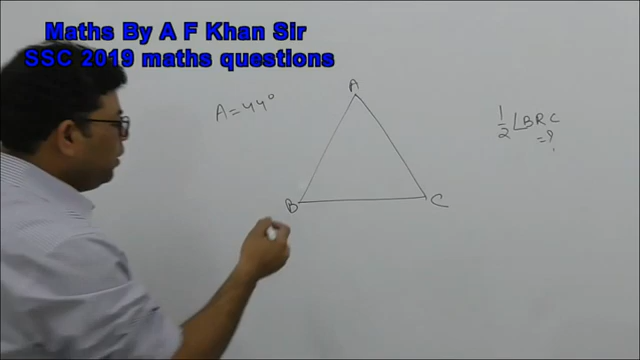 Maths By A F Khan Sir
SSC 2019 maths questions
A = 44°
A
B
C
1/2 ∠BRC
= ?